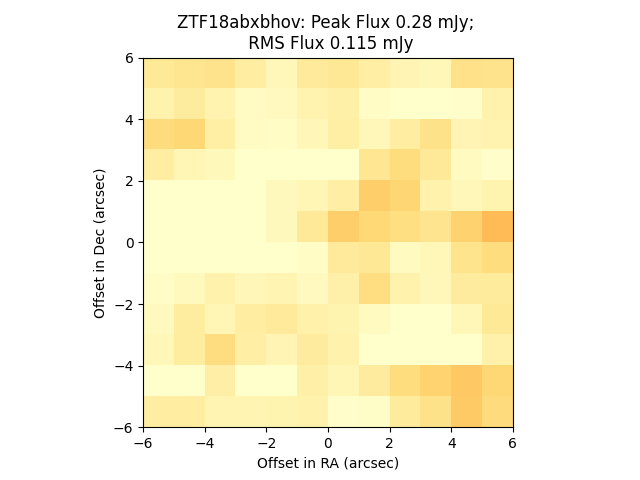 ZTF18abxbhov: Peak Flux 0.28 mJy;
RMS Flux 0.115 mJy
6
4
2
0
−2
−4
−6
Offset in Dec (arcsec)
−6 −4 −2 0 2 4 6
Offset in RA (arcsec)